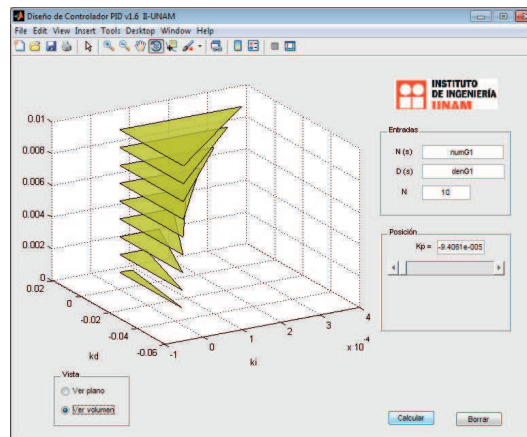 Diseño de Controlador PID v1.6 II-UNAM
File Edit View Insert Tools Desktop Window Help
INSTITUTO
DE INGENIERÍA
UNAM
0.01
0.008
0.006
0.004
0.002
0
0.02
0
-0.02
-0.04
-0.06
kd
-1
0
1
2
3
4
x 10^-4
ki
Entradas
N (s) numG1
D (s) denG1
N 10
Posición
Kp = -9.4061e-005
Vista
Ver plano
Ver volumen
Calcular
Borrar